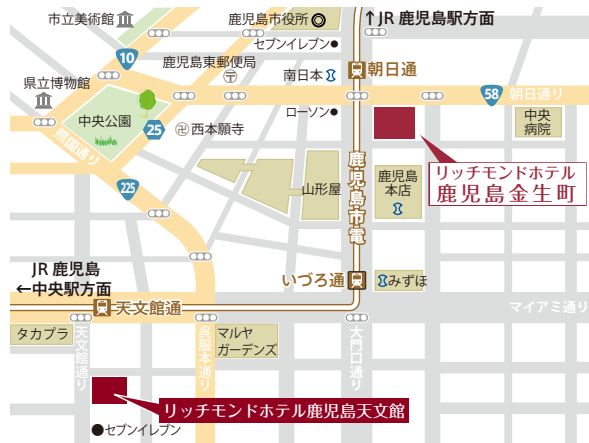 市立美術館
鹿児島市役所
↑JR 鹿児島駅方面
セブンイレブン
10
鹿児島東郵便局
南日本
朝日通
県立博物館
58
朝日通り
中央公園
ローソン
中央
病院
25
西本願寺
照国通り
リッチモンドホテル
鹿児島金生町
鹿児島
本店
225
山形屋
鹿児島市電
JR 鹿児島
←中央駅方面
いづろ通
みずほ
天文館通
マイアミ通り
タカプラ
天文館通り
呉服本通り
マルヤ
ガーデンズ
大門口通り
リッチモンドホテル鹿児島天文館
セブンイレブン